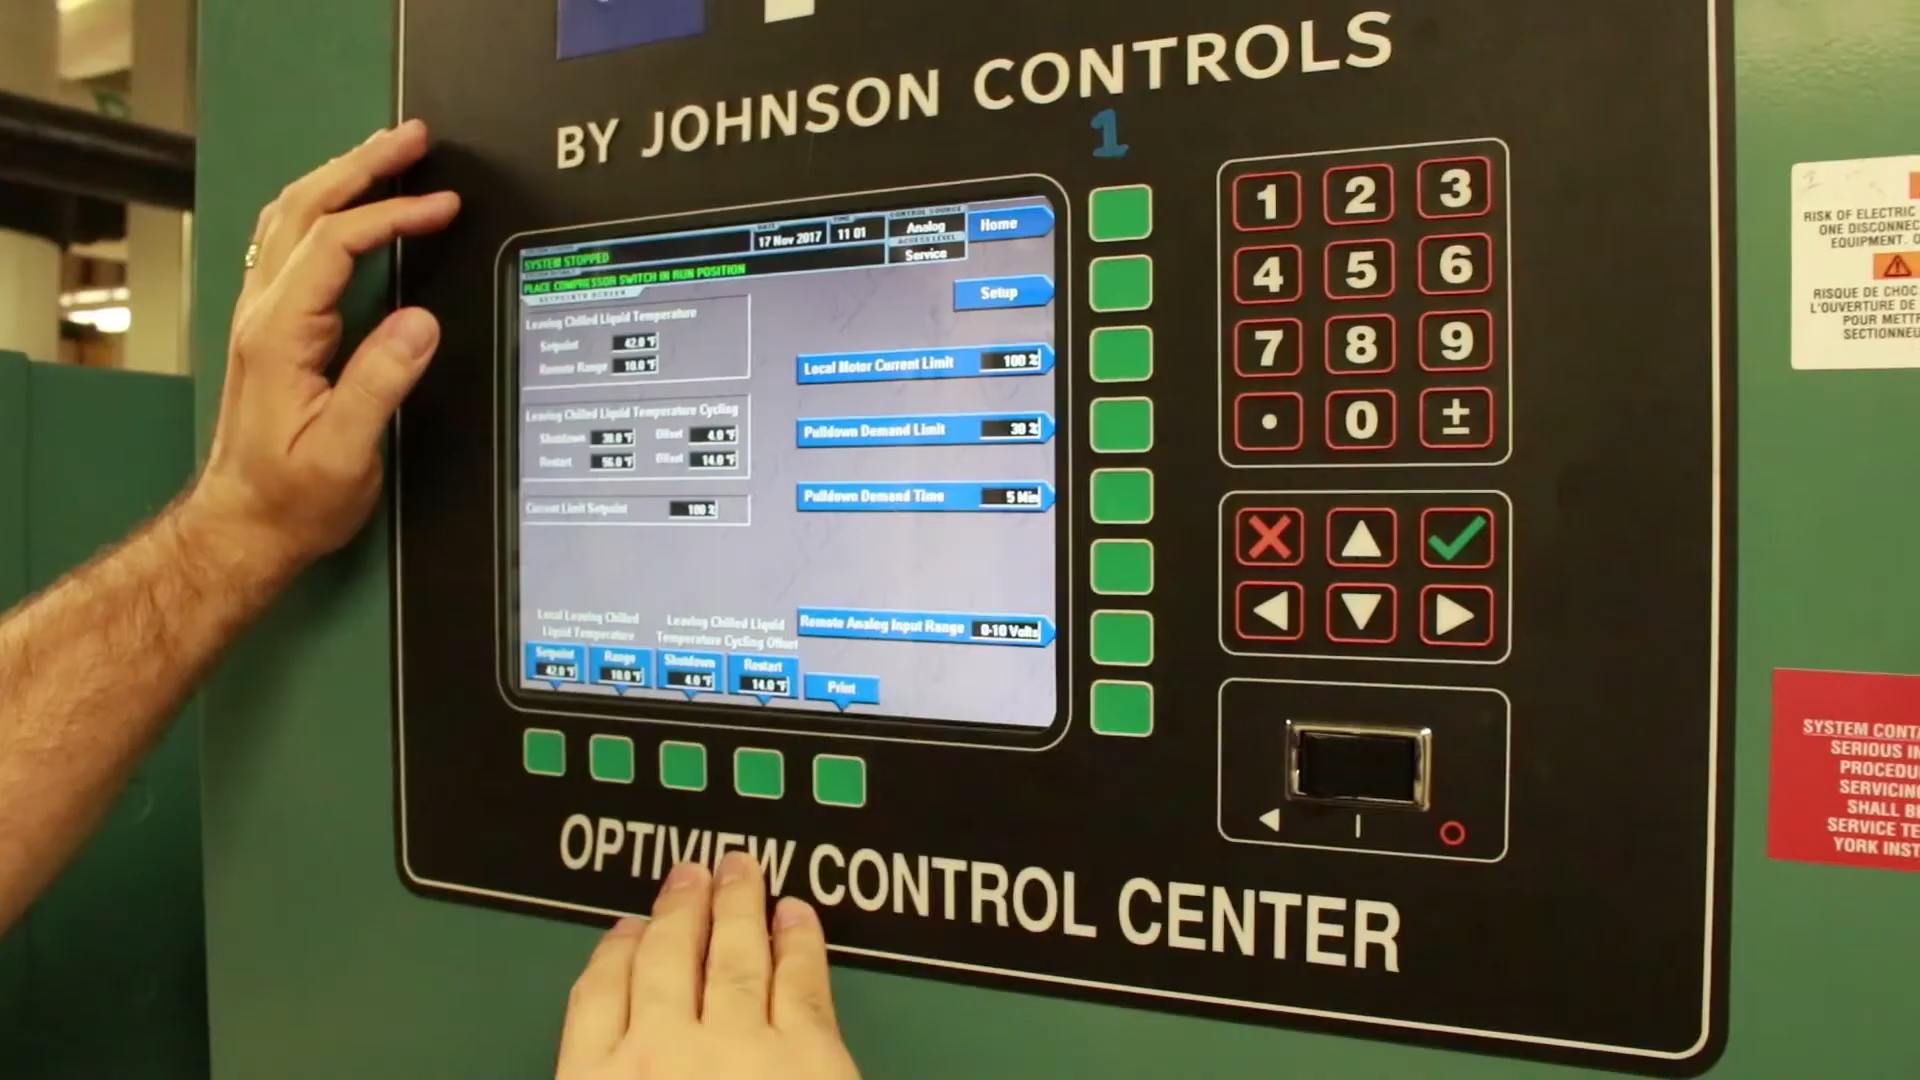 BY JOHNSON CONTROLS
1
DATE
17 Nov 2017
TIME
11 01
CONTROL SOURCE
Analog
ACCESS LEVEL
Service
Home
SYSTEM STOPPED
PLACE COMPRESSOR SWITCH IN RUN POSITION
SETPOINTS SCREEN
Setup
Leaving Chilled Liquid Temperature
Setpoint 42.0 °F
Remote Range 10.0 °F
Local Motor Current Limit 100 %
Leaving Chilled Liquid Temperature Cycling
Shutdown 38.0 °F Offset 4.0 °F
Restart 56.0 °F Offset 14.0 °F
Pulldown Demand Limit 30 %
Pulldown Demand Time 5 Min
Current Limit Setpoint 100 %
Remote Analog Input Range 0-10 Volts
Local Leaving Chilled
Liquid Temperature
Leaving Chilled Liquid
Temperature Cycling Offset
Setpoint
42.0 °F
Range
10.0 °F
Shutdown
4.0 °F
Restart
14.0 °F
Print
1 2 3
4 5 6
7 8 9
• 0 ±
OPTIVIEW CONTROL CENTER
RISK OF ELECTRIC
ONE DISCONNEC
EQUIPMENT.
RISQUE DE CHOC
L'OUVERTURE DE
POUR METTR
SECTIONNEU
SYSTEM CONTA
SERIOUS IN
PROCEDU
SERVICING
SHALL BE
SERVICE TE
YORK INST